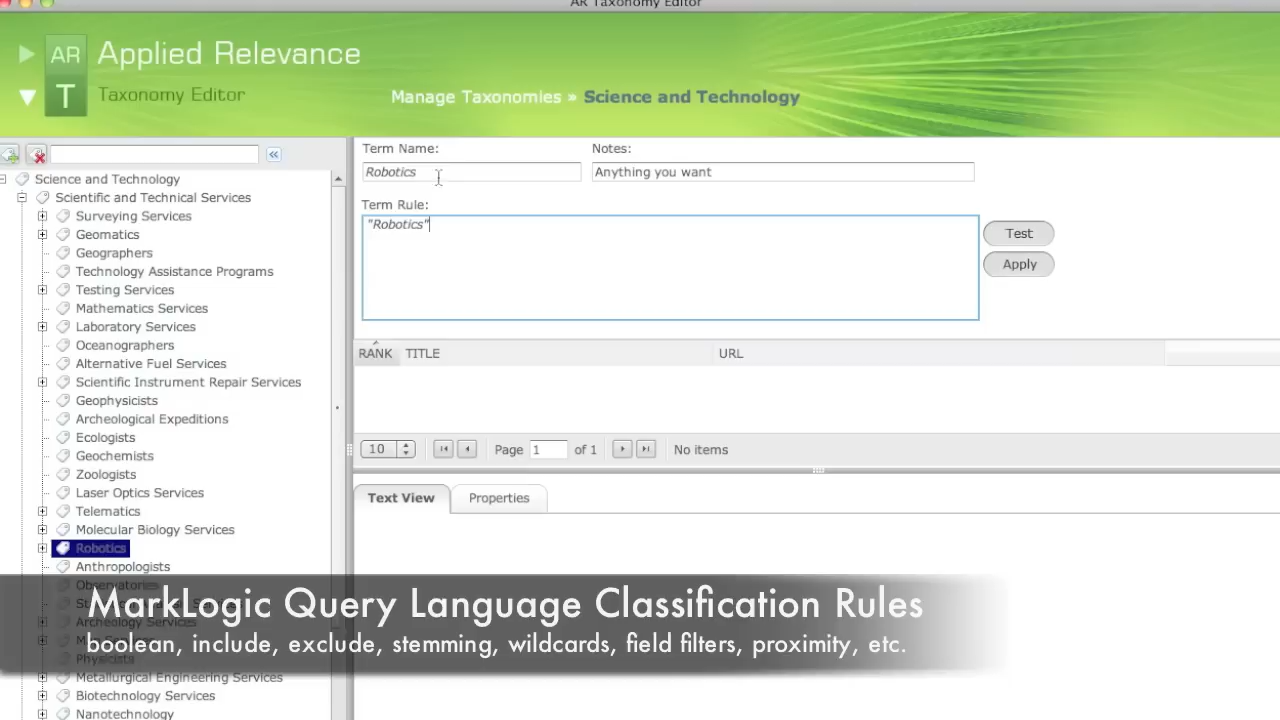 AR Taxonomy Editor
AR
Applied Relevance
T
Taxonomy Editor
Manage Taxonomies » Science and Technology
«
Term Name:
Notes:
Robotics
Anything you want
Term Rule:
"Robotics"
Test
Apply
RANK
TITLE
URL
10
Page
1
of 1
No items
Text View
Properties
Science and Technology
Scientific and Technical Services
Surveying Services
Geomatics
Geographers
Technology Assistance Programs
Testing Services
Mathematics Services
Laboratory Services
Oceanographers
Alternative Fuel Services
Scientific Instrument Repair Services
Geophysicists
Archeological Expeditions
Ecologists
Geochemists
Zoologists
Laser Optics Services
Telematics
Molecular Biology Services
Robotics
Anthropologists
Observatories
Archeology Services
Physicists
Metallurgical Engineering Services
Biotechnology Services
Nanotechnology
MarkLogic Query Language Classification Rules
boolean, include, exclude, stemming, wildcards, field filters, proximity, etc.